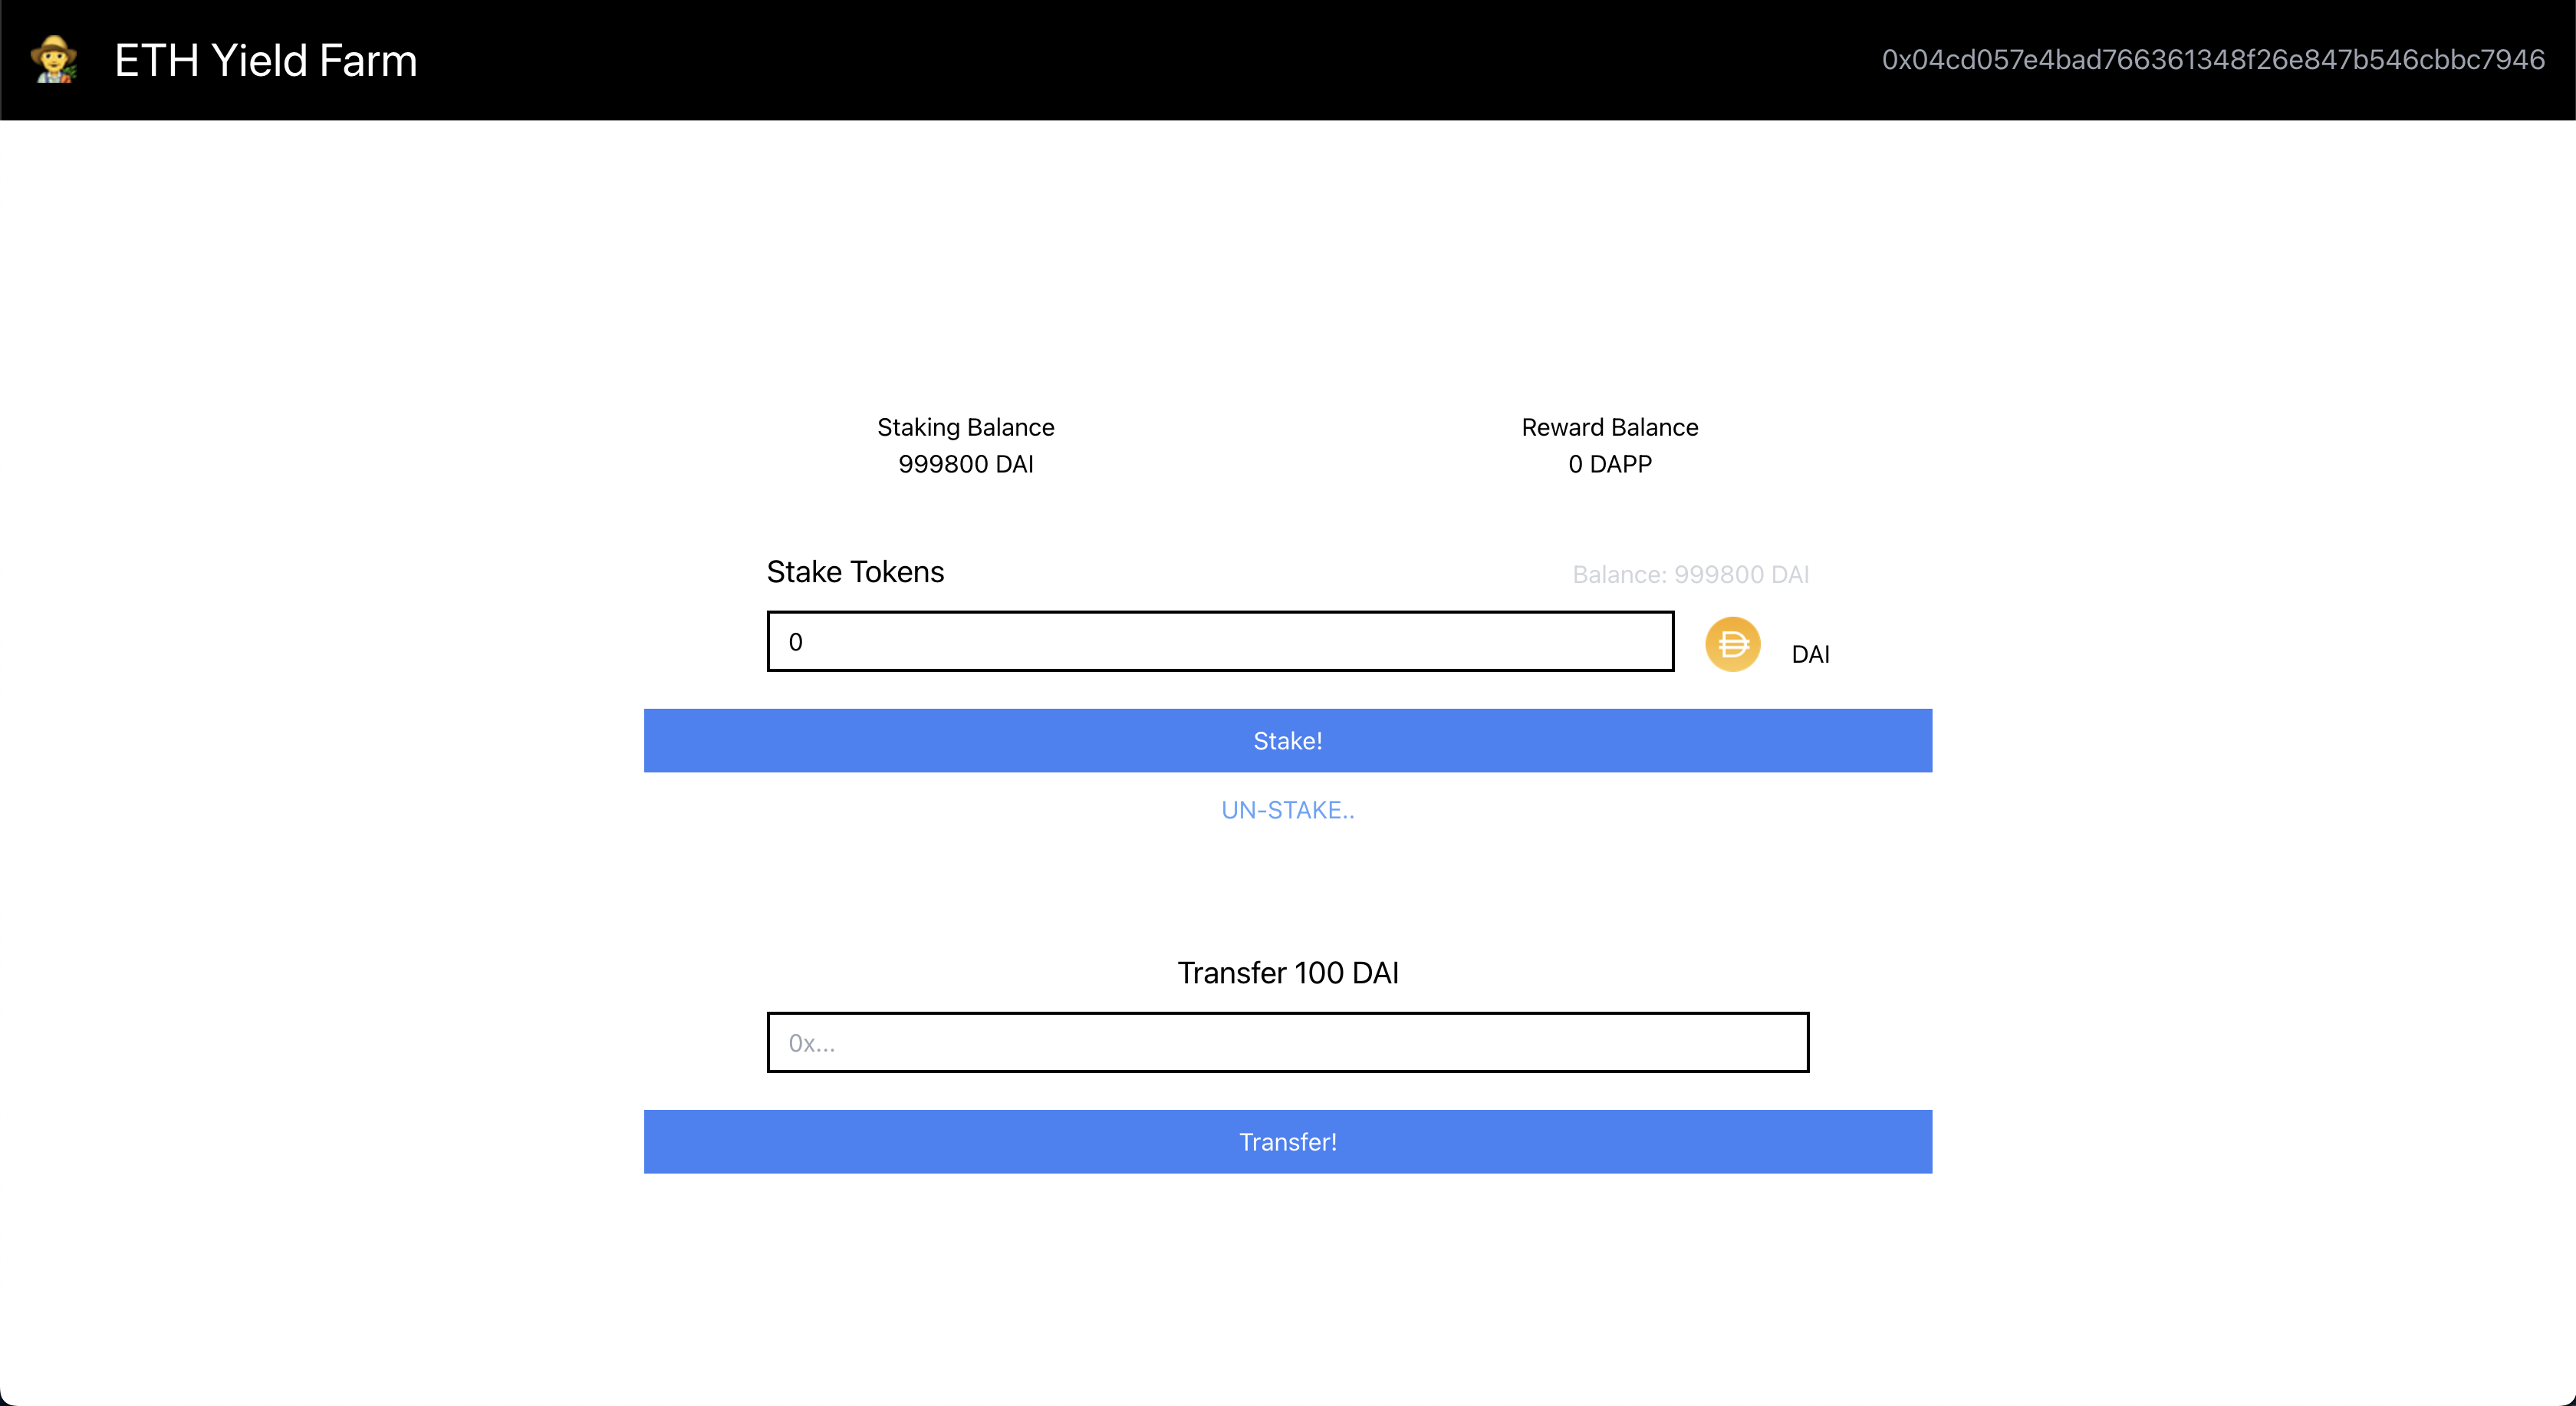 ETH Yield Farm
0x04cd057e4bad766361348f26e847b546cbbc7946
Staking Balance
999800 DAI
Reward Balance
0 DAPP
Stake Tokens
Balance: 999800 DAI
0
DAI
Stake!
UN-STAKE..
Transfer 100 DAI
0x...
Transfer!